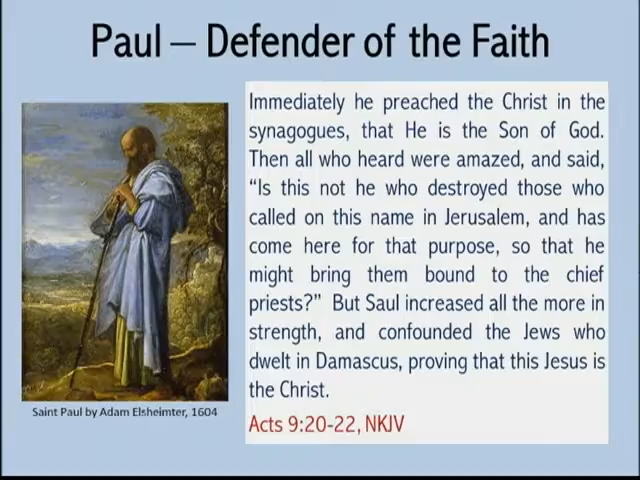 Paul – Defender of the Faith
Immediately he preached the Christ in the
synagogues, that He is the Son of God.
Then all who heard were amazed, and said,
“Is this not he who destroyed those who
called on this name in Jerusalem, and has
come here for that purpose, so that he
might bring them bound to the chief
priests?” But Saul increased all the more in
strength, and confounded the Jews who
dwelt in Damascus, proving that this Jesus is
the Christ.
Acts 9:20-22, NKJV
Saint Paul by Adam Elsheimter, 1604